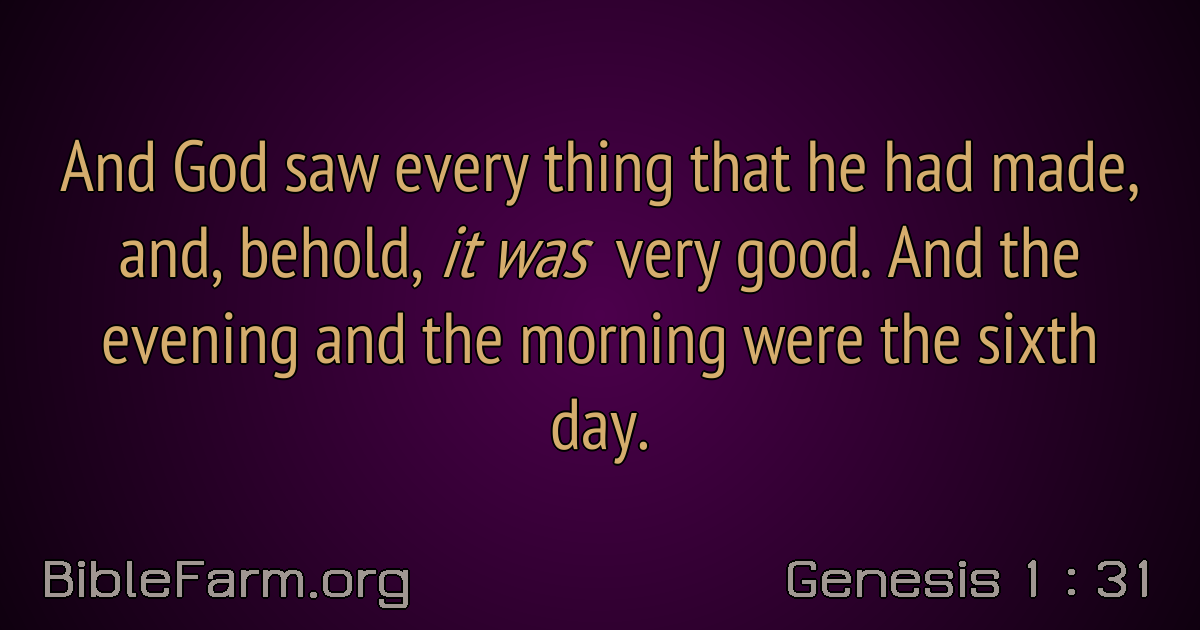 And God saw every thing that he had made,
and, behold, it was very good. And the
evening and the morning were the sixth
day.
BibleFarm.org
Genesis 1 : 31